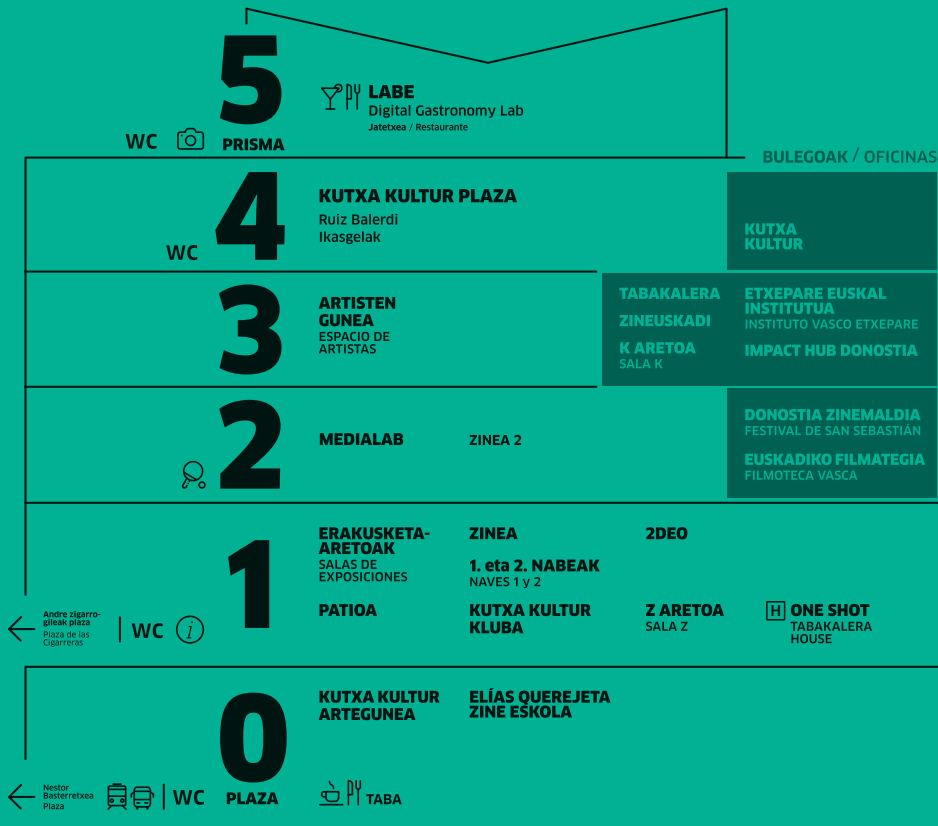 5
LABE
Digital Gastronomy Lab
Jatetxea / Restaurante
WC
PRISMA
BULEGOAK / OFICINAS
4
WC
KUTXA KULTUR PLAZA
Ruiz Balerdi
Ikasgelak
KUTXA
KULTUR
3
ARTISTEN
GUNEA
ESPACIO DE
ARTISTAS
TABAKALERA
ZINEUSKADI
K ARETOA
SALA K
ETXEPARE EUSKAL
INSTITUTUA
INSTITUTO VASCO ETXEPARE
IMPACT HUB DONOSTIA
2
MEDIALAB
ZINEA 2
DONOSTIA ZINEMALDIA
FESTIVAL DE SAN SEBASTIÁN
EUSKADIKO FILMATEGIA
FILMOTECA VASCA
1
ERAKUSKETA-
ARETOAK
SALAS DE
EXPOSICIONES
PATIOA
ZINEA
1. eta 2. NABEAK
NAVES 1 y 2
KUTXA KULTUR
KLUBA
2DEO
Z ARETOA
SALA Z
H ONE SHOT
TABAKALERA
HOUSE
Andre zigarro-
gileak plaza
Plaza de las
Cigarreras
WC
i
0
KUTXA KULTUR
ARTEGUNEA
ELÍAS QUEREJETA
ZINE ESKOLA
Nestor
Basterretxea
Plaza
WC
PLAZA
TABA